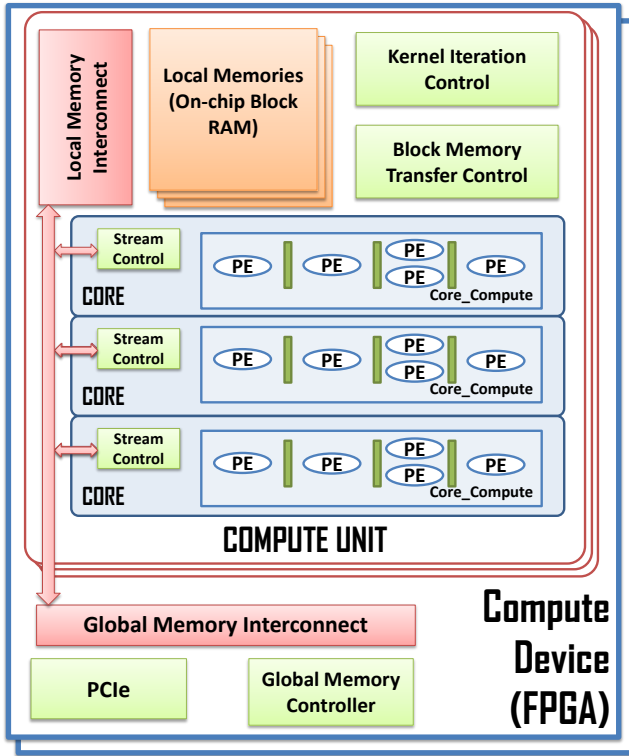 Local Memory
Interconnect
Local Memories
(On-chip Block
RAM)
Kernel Iteration
Control
Block Memory
Transfer Control
Stream
Control
CORE
PE
PE
PE
PE
PE
Core_Compute
Stream
Control
CORE
PE
PE
PE
PE
PE
Core_Compute
Stream
Control
CORE
PE
PE
PE
PE
PE
Core_Compute
COMPUTE UNIT
Global Memory Interconnect
PCIe
Global Memory
Controller
Compute
Device
(FPGA)